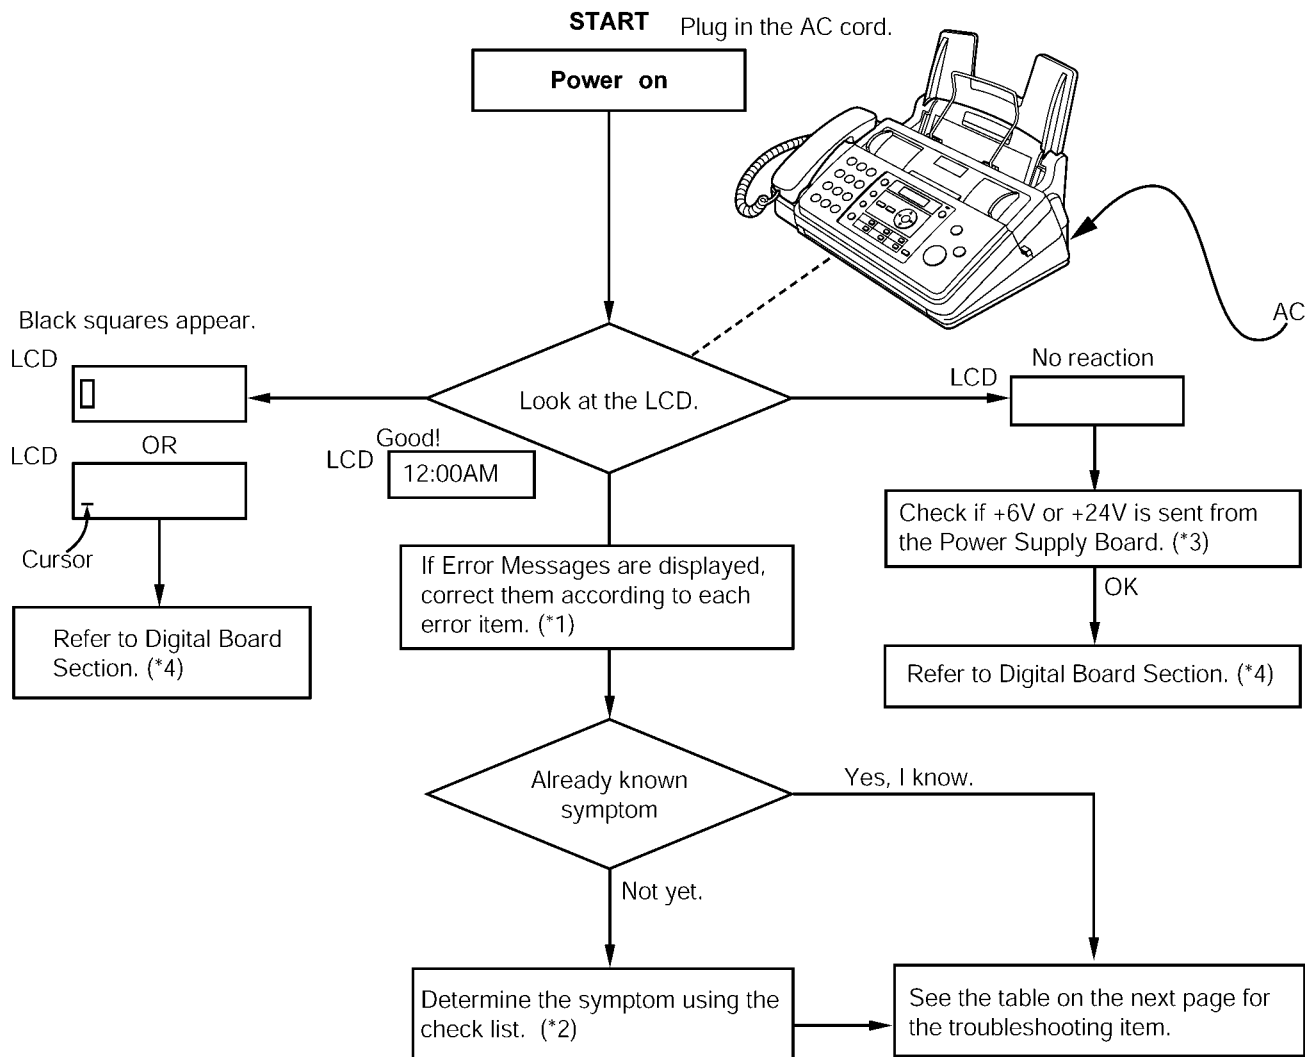 START
Plug in the AC cord.
Power on
AC
Black squares appear.
LCD
OR
LCD
Cursor
Refer to Digital Board
Section. (*4)
Look at the LCD.
Good!
LCD
12:00AM
No reaction
LCD
Check if +6V or +24V is sent from
the Power Supply Board. (*3)
OK
Refer to Digital Board Section. (*4)
If Error Messages are displayed,
correct them according to each
error item. (*1)
Already known
symptom
Yes, I know.
Not yet.
Determine the symptom using the
check list. (*2)
See the table on the next page for
the troubleshooting item.